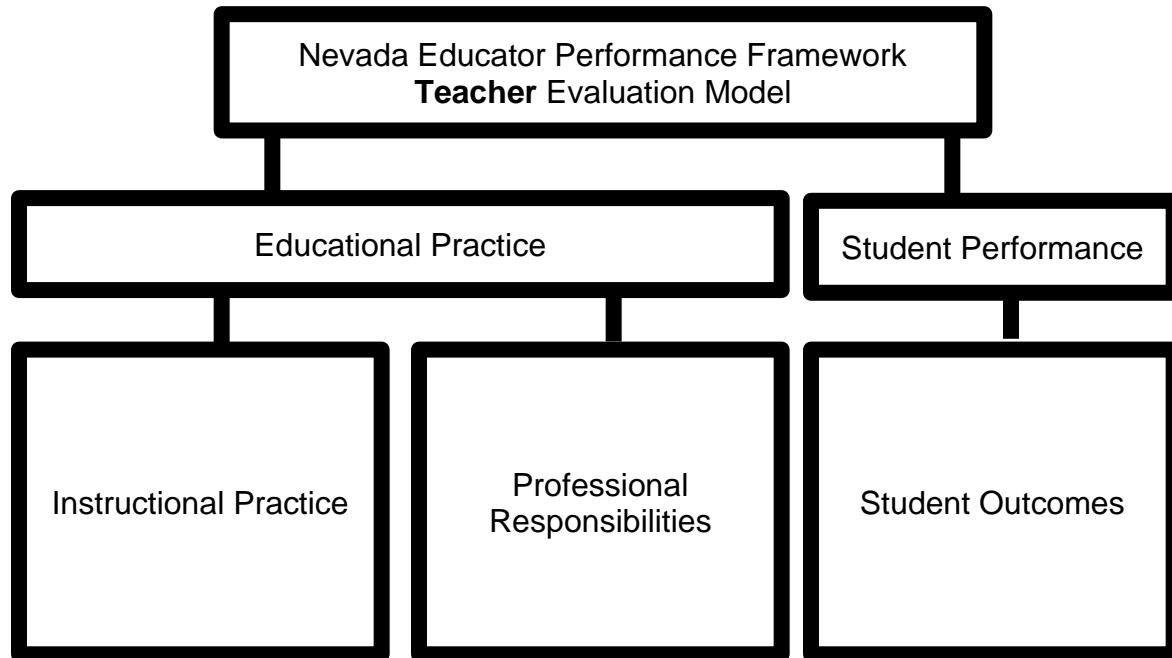 Nevada Educator Performance Framework
Teacher Evaluation Model
Educational Practice
Student Performance
Instructional Practice
Professional
Responsibilities
Student Outcomes